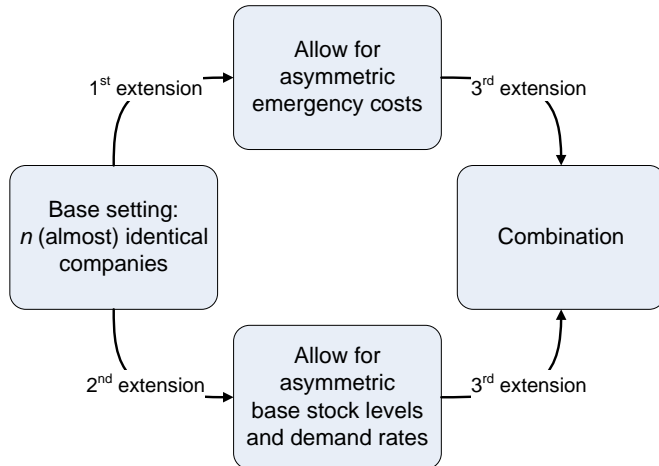 Allow for
asymmetric
emergency costs
1st extension
3rd extension
Base setting:
n (almost) identical
companies
Combination
Allow for
asymmetric
base stock levels
and demand rates
2nd extension
3rd extension